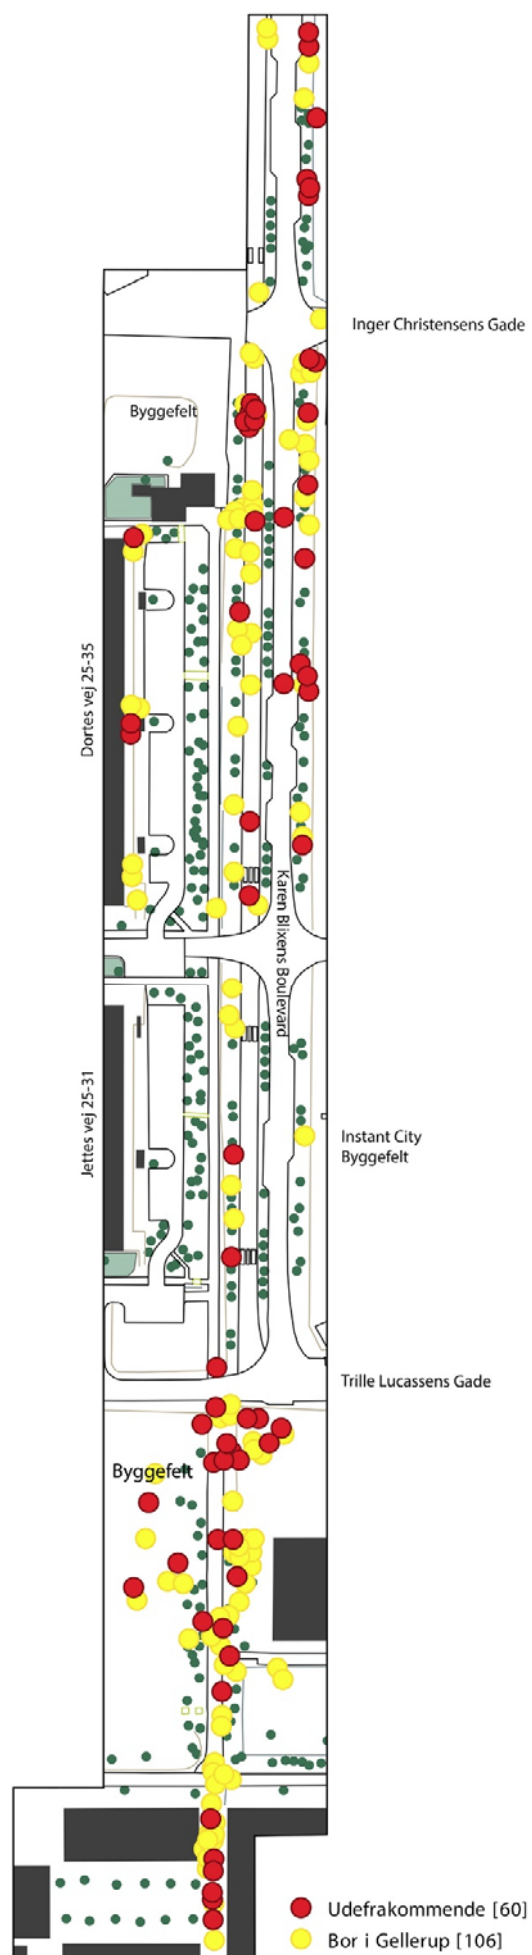 Inger Christensens Gade
Byggefelt
Dortes vej 25-35
Karen Blixens Boulevard
Jettes vej 25-31
Instant City
Byggefelt
Trille Lucassens Gade
Byggefelt
Udefrakommende [60]
Bor i Gellerup [106]